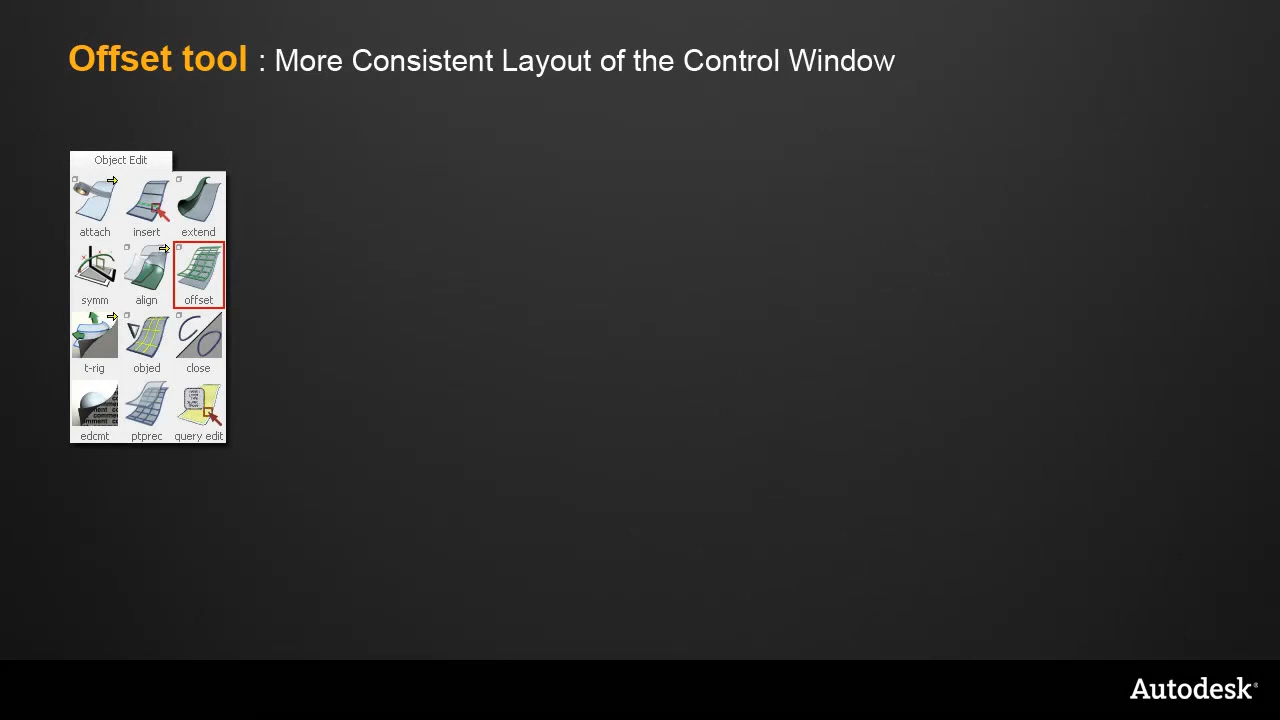 Offset tool : More Consistent Layout of the Control Window
Object Edit
attach insert extend
symm align offset
t-rig objed close
edcmt ptprec query edit
Autodesk®